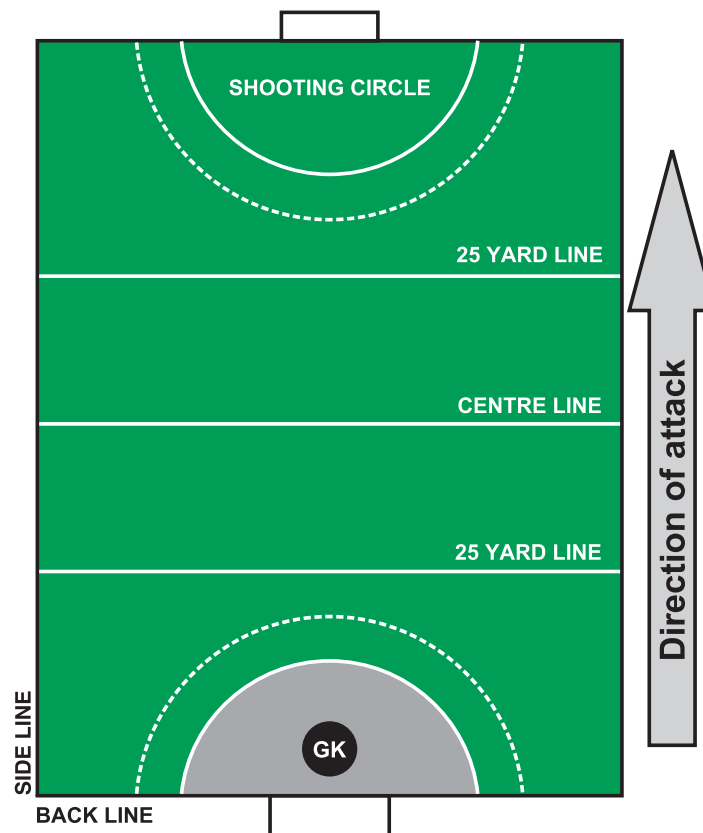 SHOOTING CIRCLE
25 YARD LINE
CENTRE LINE
25 YARD LINE
Direction of attack
SIDE LINE
GK
BACK LINE